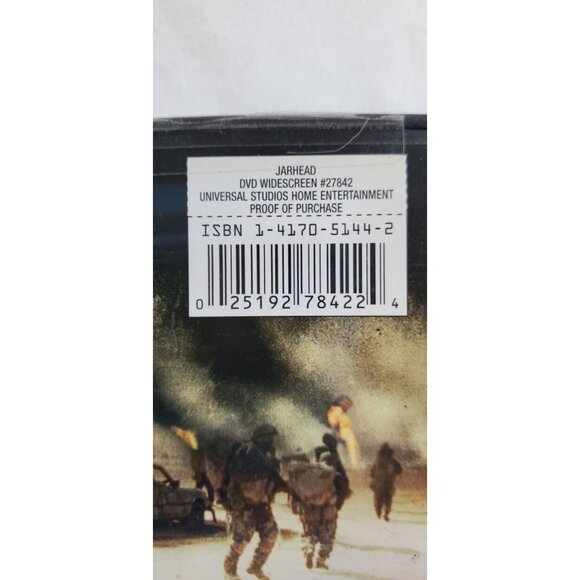 JARHEAD
DVD WIDESCREEN #27842
UNIVERSAL STUDIOS HOME ENTERTAINMENT
PROOF OF PURCHASE
ISBN 1-4170-5144-2
0 25192 78422 4